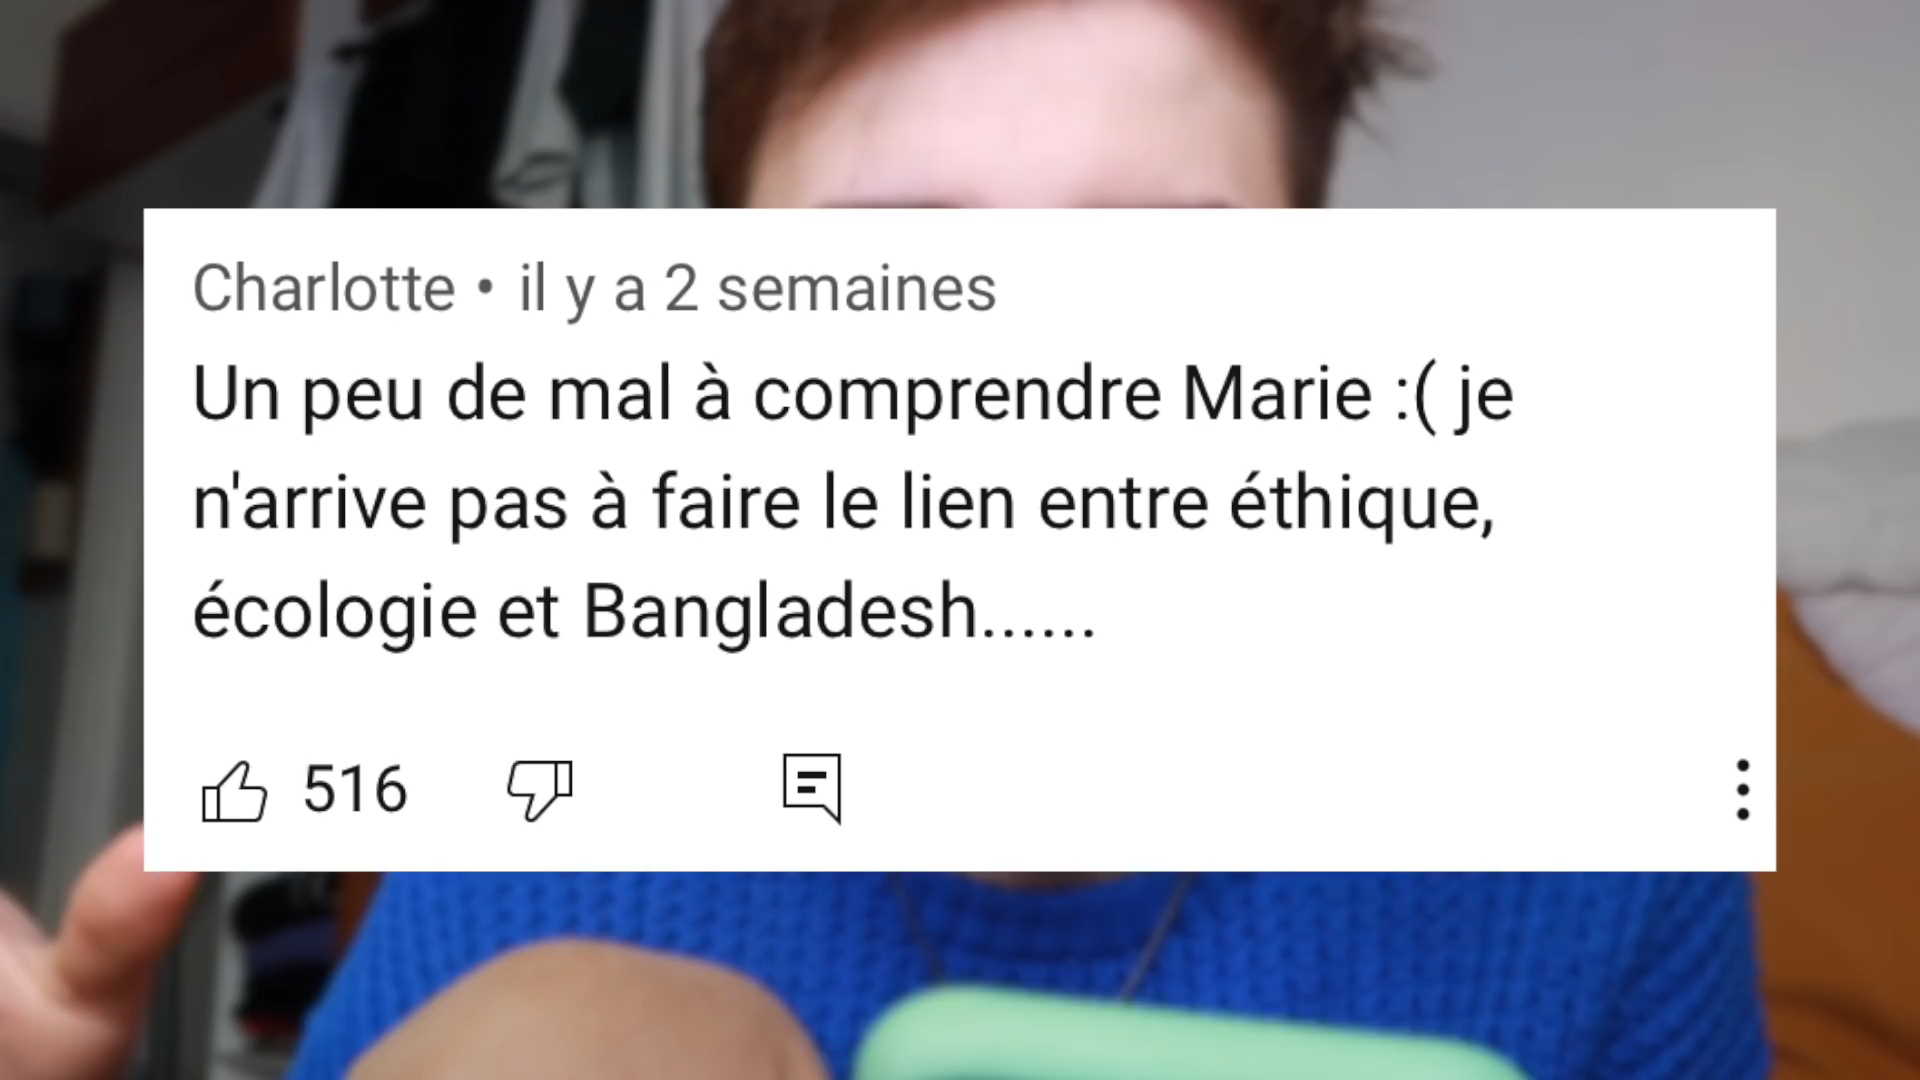 Charlotte • il y a 2 semaines
Un peu de mal à comprendre Marie :( je
n'arrive pas à faire le lien entre éthique,
écologie et Bangladesh......
516